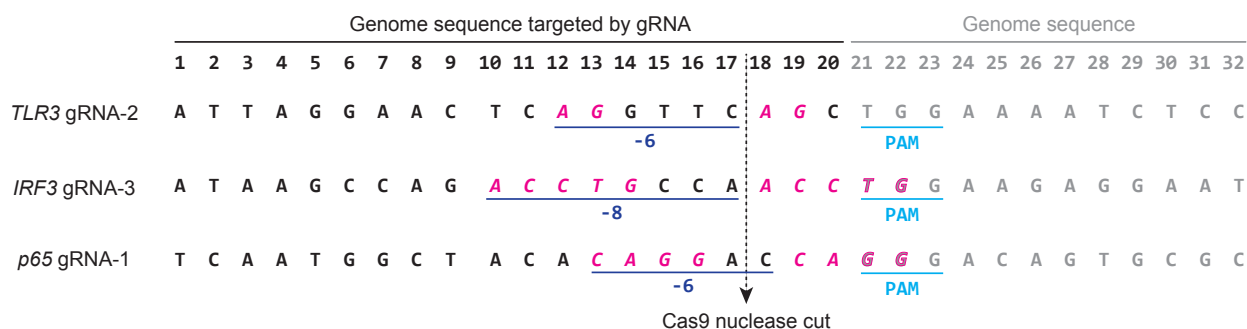 Genome sequence targeted by gRNA Genome sequence
1 2 3 4 5 6 7 8 9 10 11 12 13 14 15 16 17 18 19 20 21 22 23 24 25 26 27 28 29 30 31 32
TLR3 gRNA-2 A T T A G G A A C T C A G G T T C A G C T G G A A A A T C T C C
-6 PAM
IRF3 gRNA-3 A T A A G C C A G A C C T G C C A A C C T G G A A G A G G A A T
-8 PAM
p65 gRNA-1 T C A A T G G C T A C A C A G G A C C A G G G A C A G T G C G C
-6 PAM
Cas9 nuclease cut